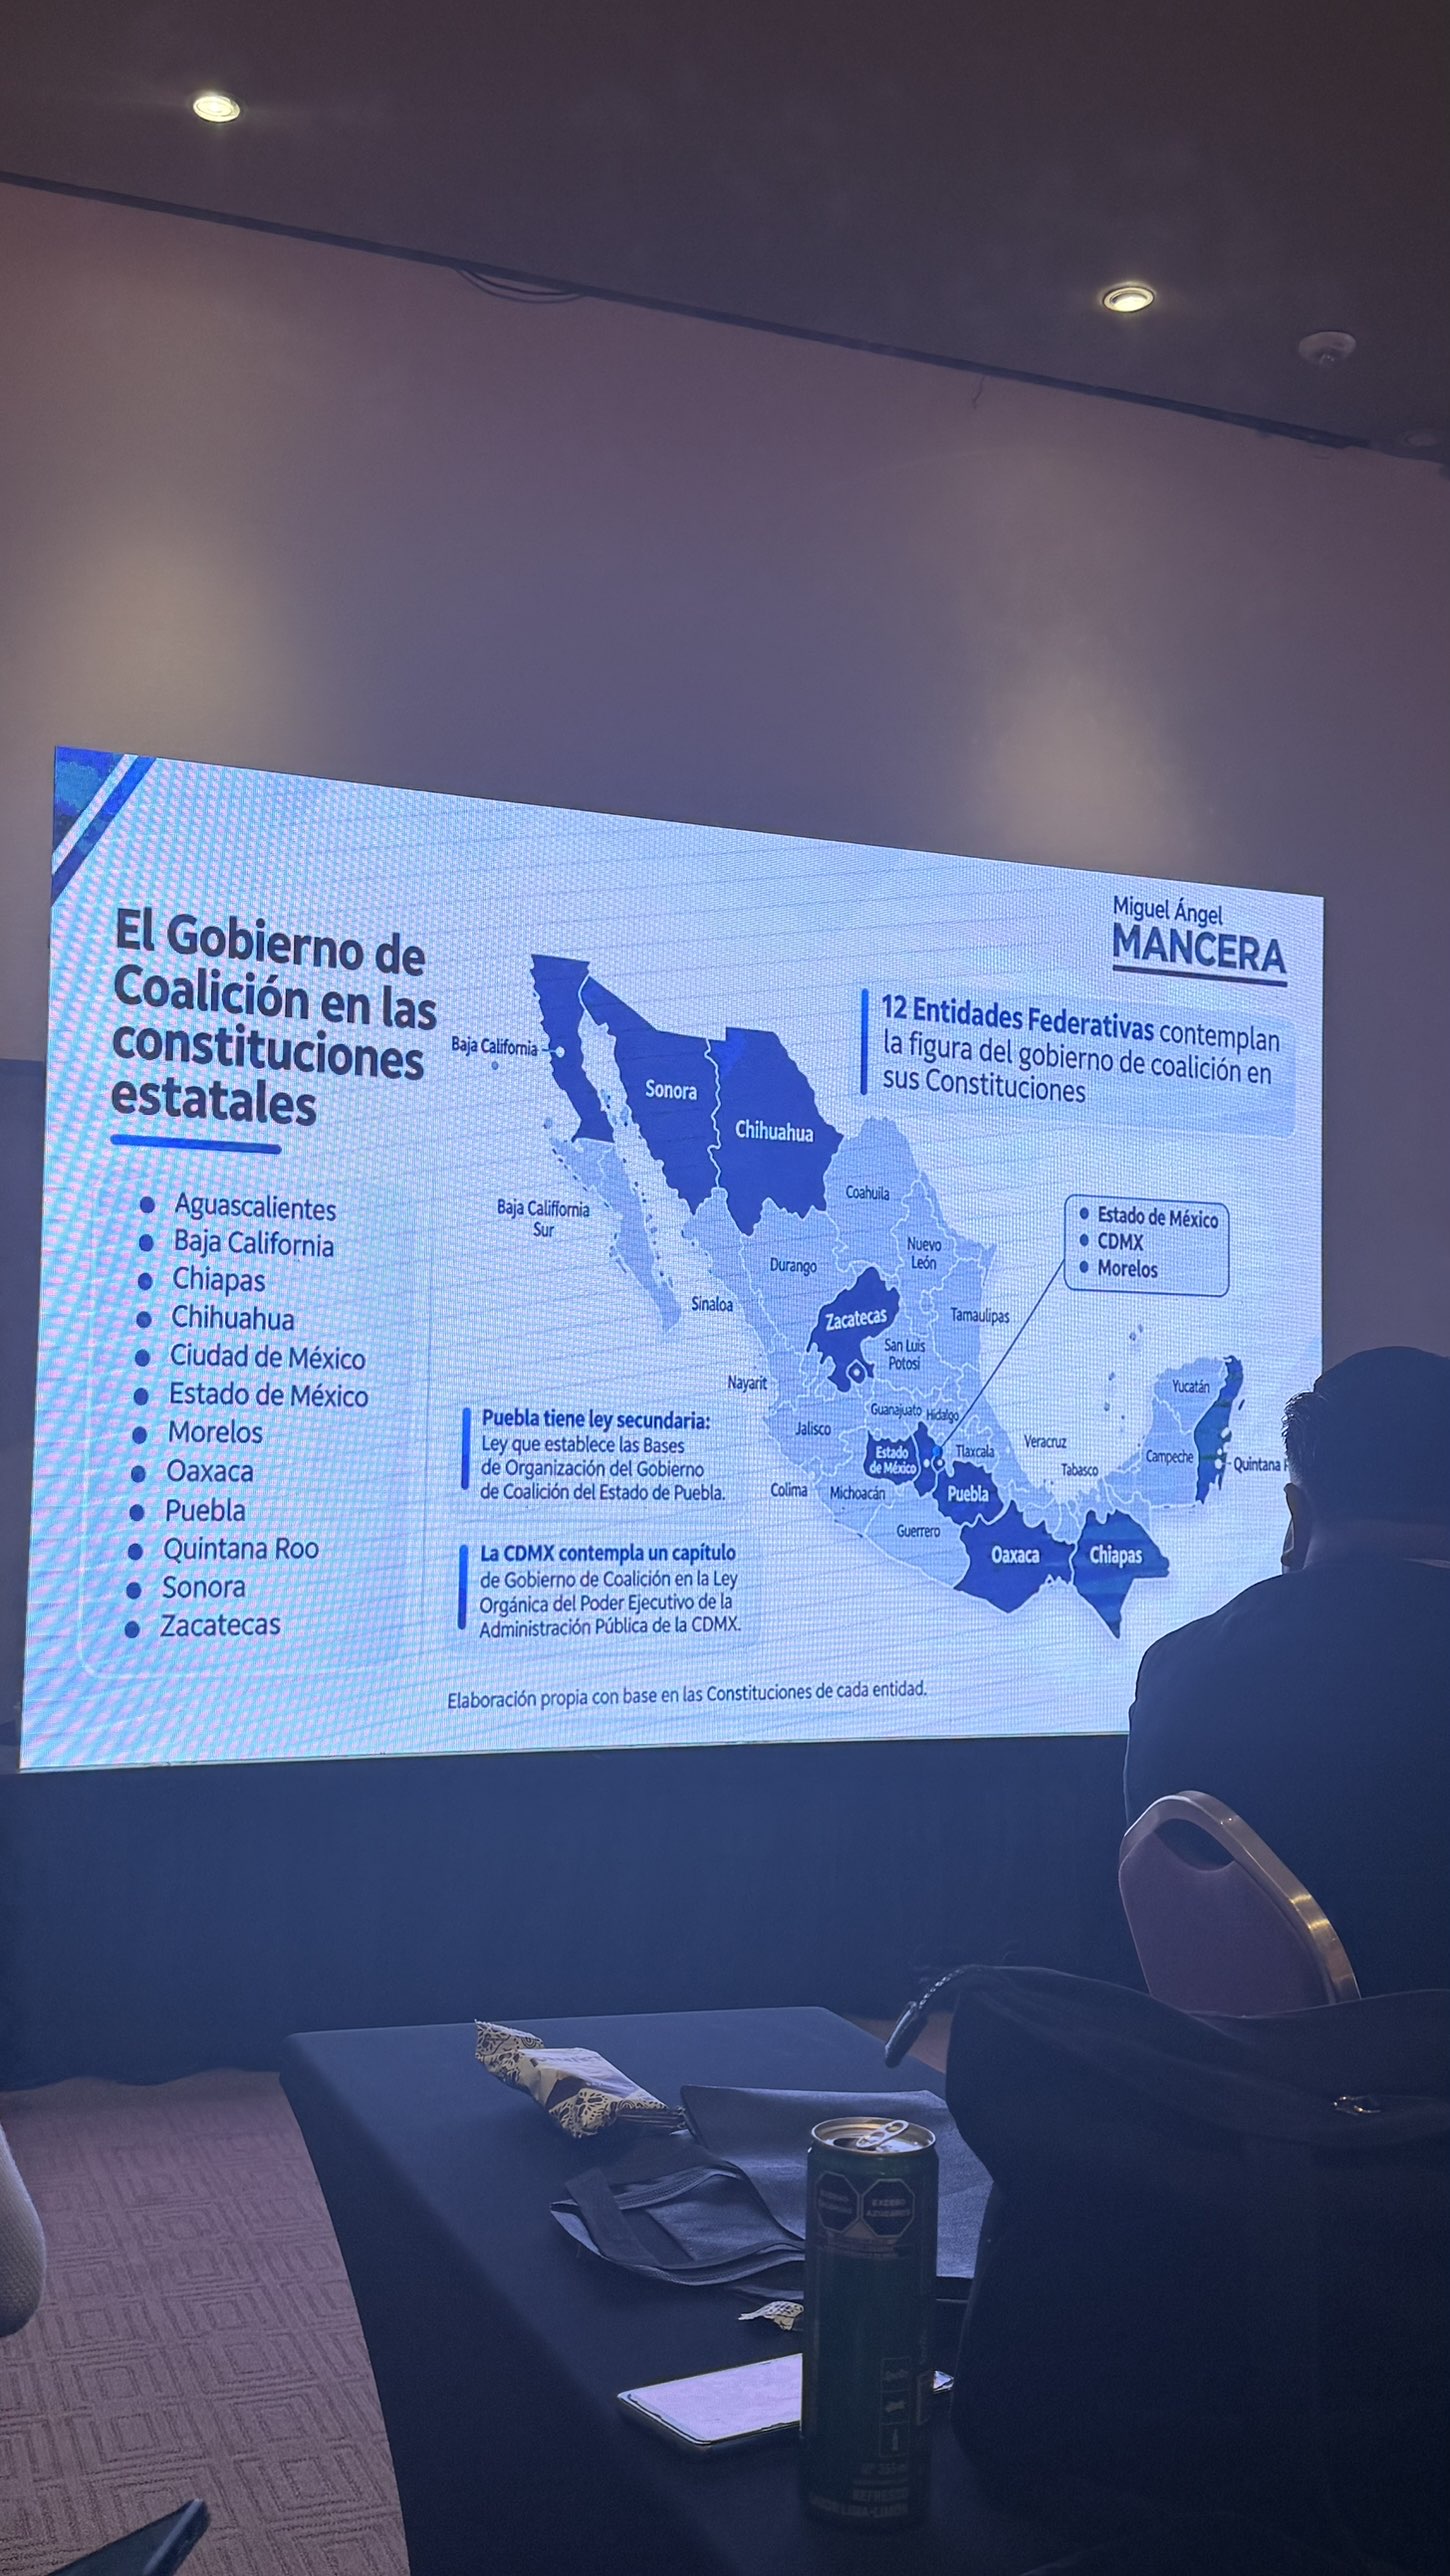 Miguel Ángel
MANCERA
El Gobierno de
Coalición en las
constituciones
estatales
12 Entidades Federativas contemplan
la figura del gobierno de coalición en
sus Constituciones
Aguascalientes
Baja California
Chiapas
Chihuahua
Ciudad de México
Estado de México
Morelos
Oaxaca
Puebla
Quintana Roo
Sonora
Zacatecas
Baja California
Sonora
Chihuahua
Coahuila
Baja Califfornia
Sur
Nuevo
León
Durango
Sinaloa
Zacatecas
Tamaulipas
San Luis
Potosí
Nayarit
Guanajuato
Hidalgo
Jalisco
Estado
de México
Tlaxcala
Veracruz
Tabasco
Yucatán
Campeche
Quintana
Colima
Michoacán
Puebla
Guerrero
Oaxaca
Chiapas
Estado de México
CDMX
Morelos
Puebla tiene ley secundaria:
Ley que establece las Bases
de Organización del Gobierno
de Coalición del Estado de Puebla.
La CDMX contempla un capítulo
de Gobierno de Coalición en la Ley
Orgánica del Poder Ejecutivo de la
Administración Pública de la CDMX.
Elaboración propia con base en las Constituciones de cada entidad.
EXCESO
AZÚCARES
REFRESCO